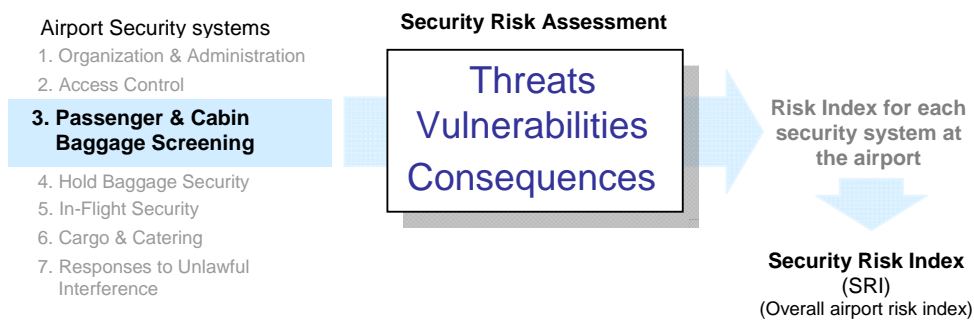 Airport Security systems
1. Organization & Administration
2. Access Control
3. Passenger & Cabin
Baggage Screening
4. Hold Baggage Security
5. In-Flight Security
6. Cargo & Catering
7. Responses to Unlawful
Interference
Security Risk Assessment
Threats
Vulnerabilities
Consequences
Risk Index for each
security system at
the airport
Security Risk Index
(SRI)
(Overall airport risk index)